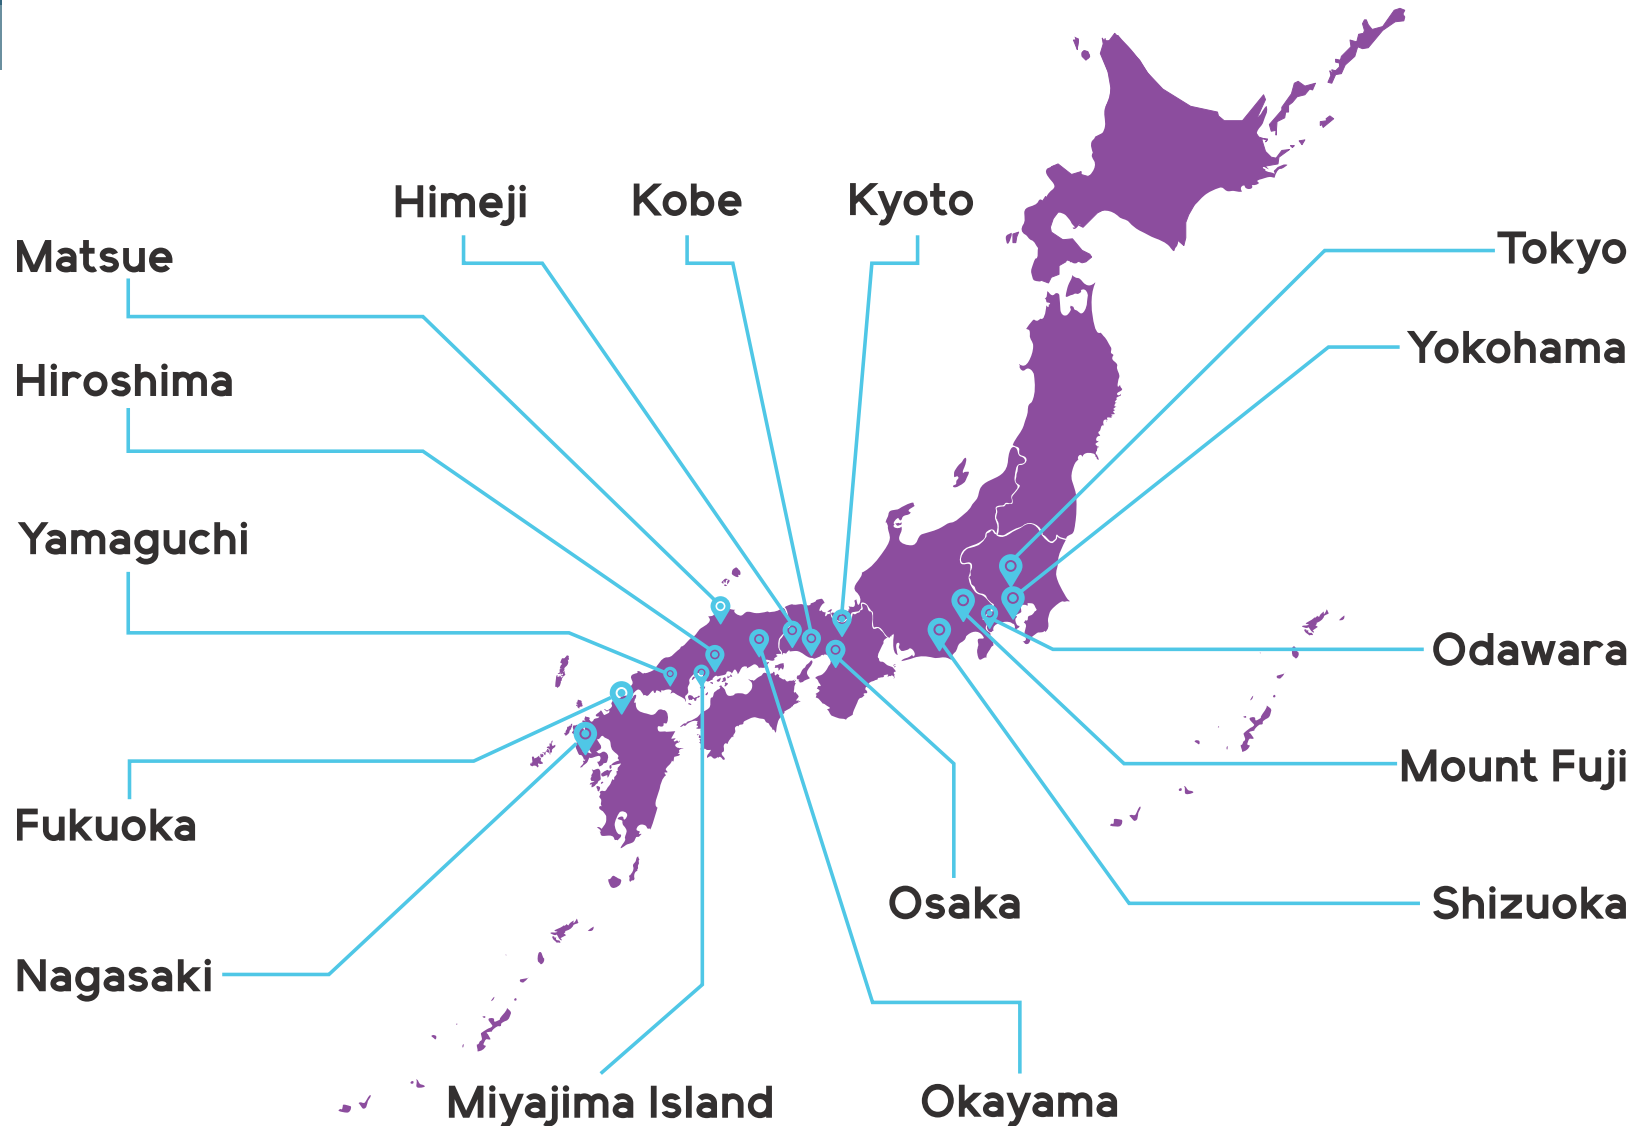 Himeji
Kobe
Kyoto
Matsue
Tokyo
Yokohama
Hiroshima
Yamaguchi
Odawara
Mount Fuji
Fukuoka
Osaka
Shizuoka
Nagasaki
Miyajima Island
Okayama